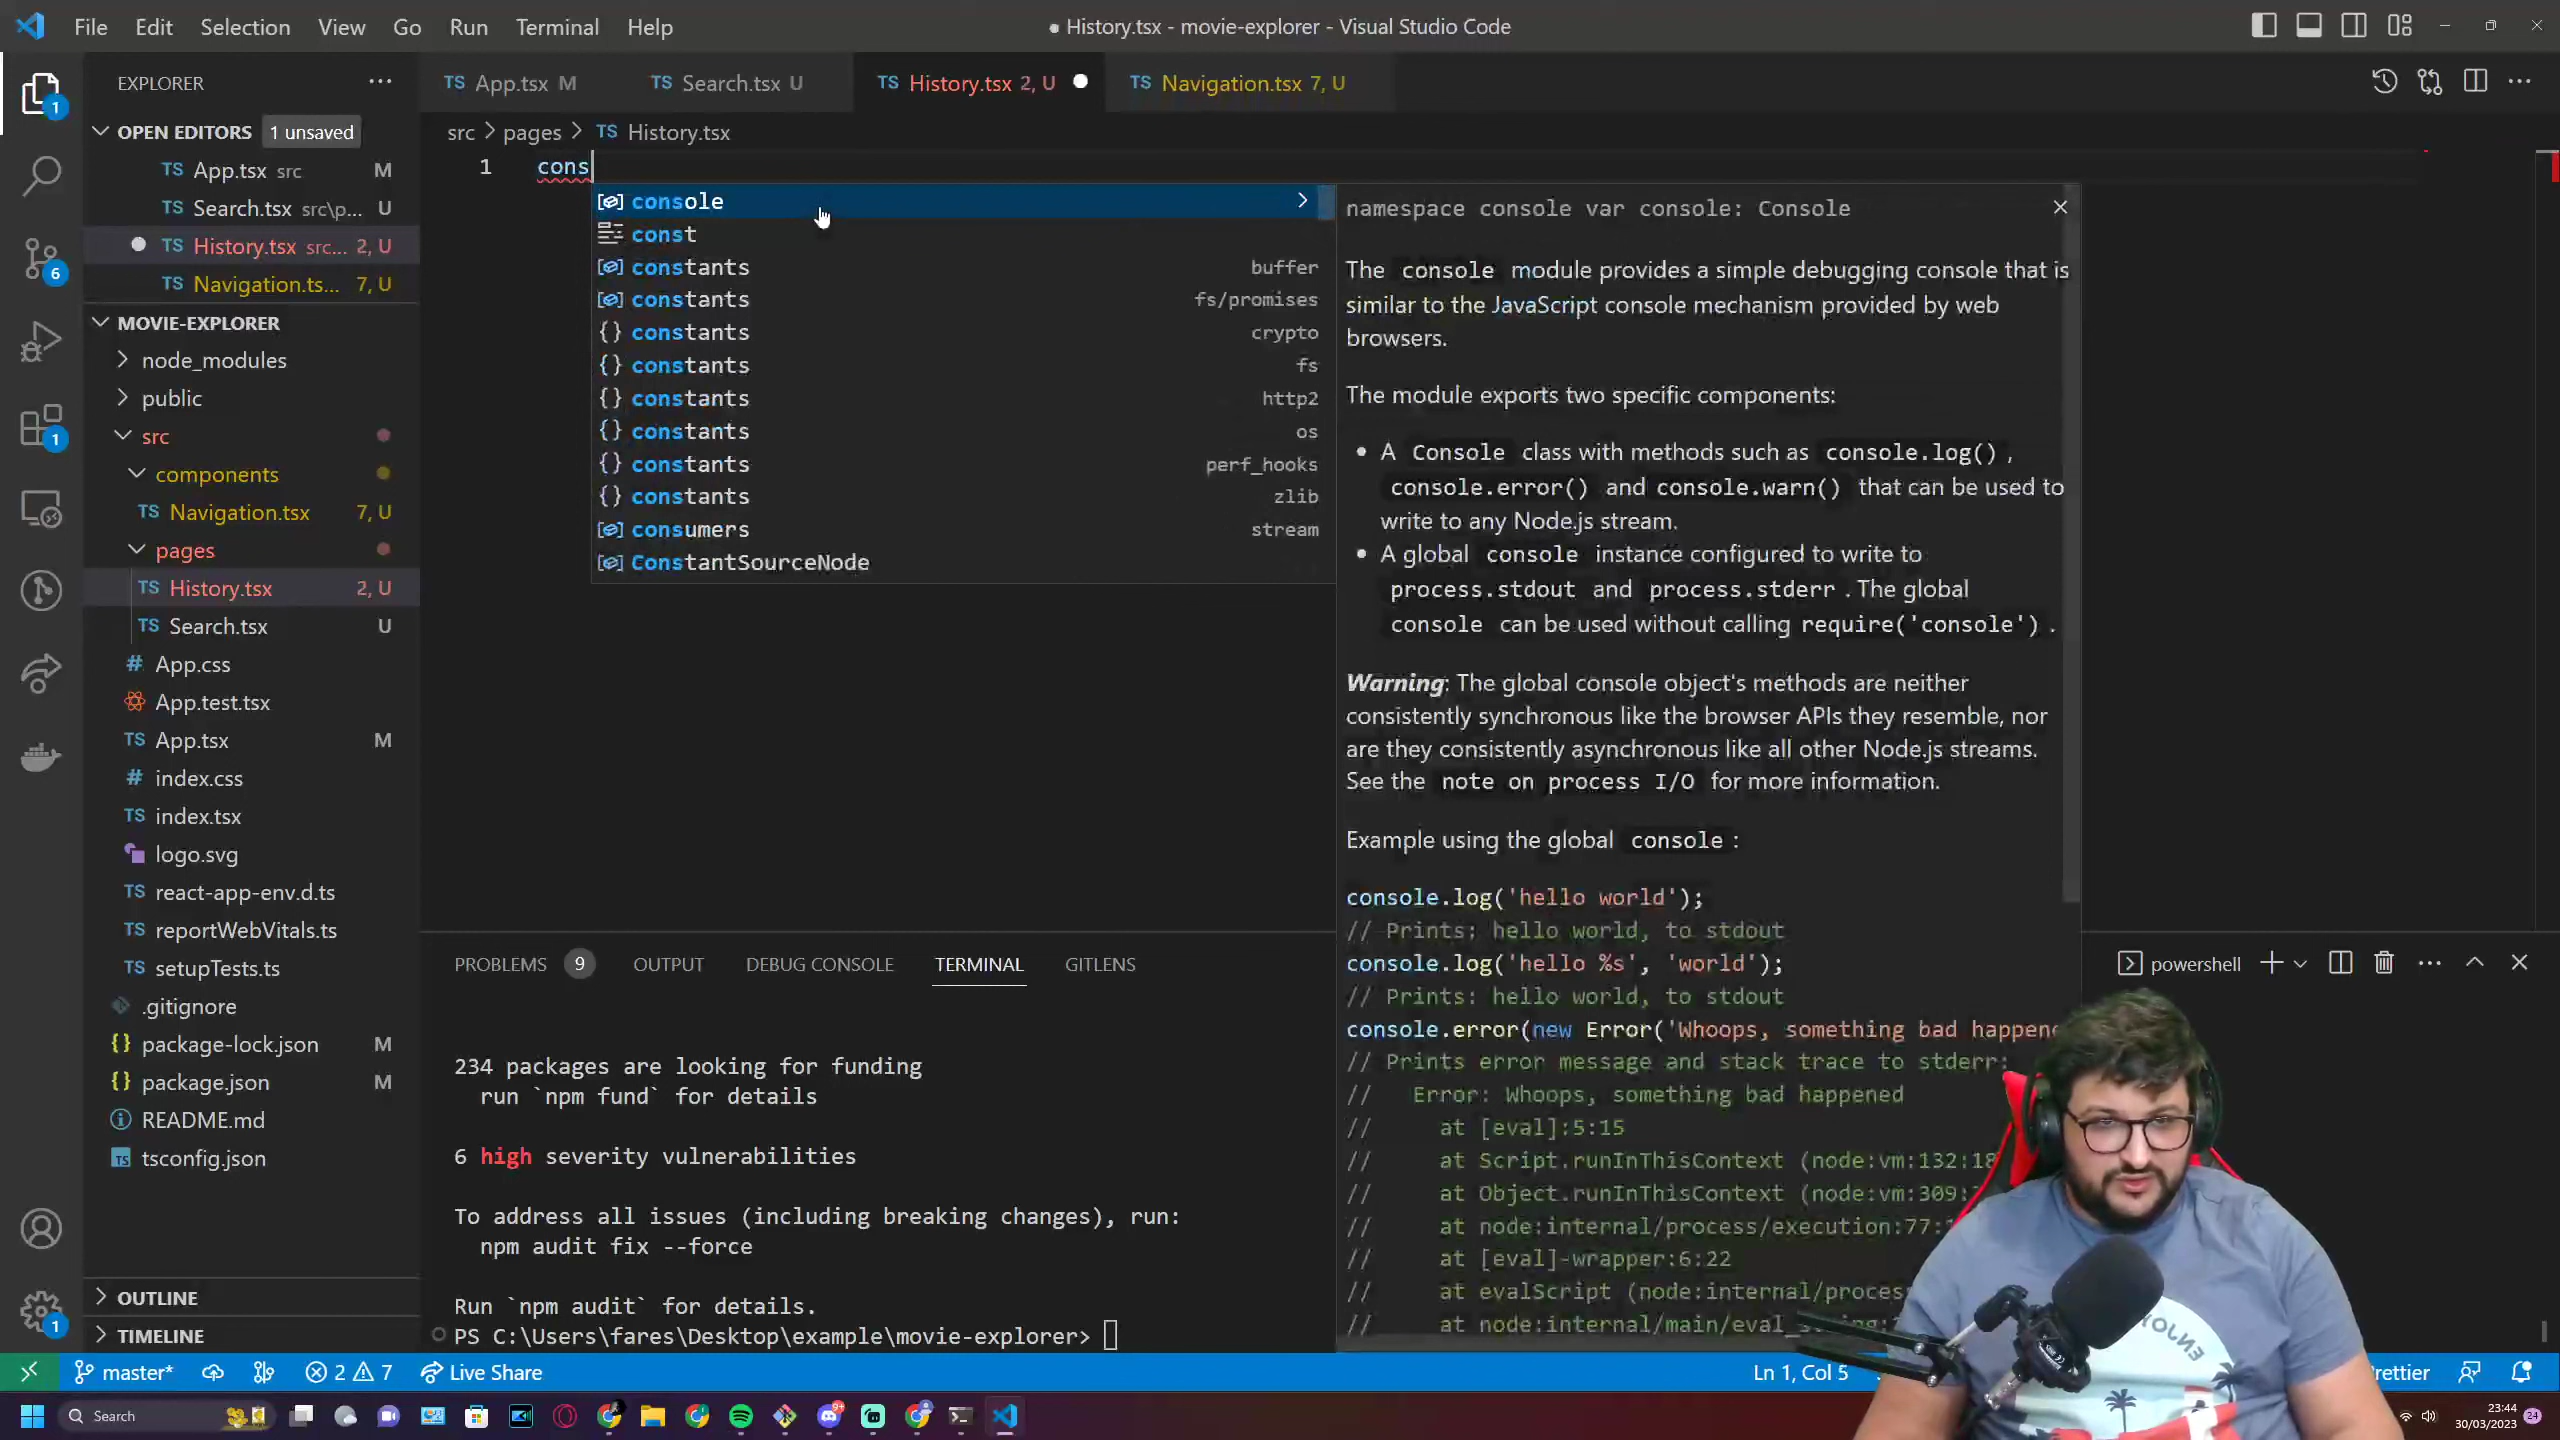 File Edit Selection View Go Run Terminal Help
● History.tsx - movie-explorer - Visual Studio Code
EXPLORER
OPEN EDITORS 1 unsaved
TS App.tsx src M
TS Search.tsx src\p... U
TS History.tsx src... 2, U
TS Navigation.ts... 7, U
MOVIE-EXPLORER
node_modules
public
src
components
TS Navigation.tsx 7, U
pages
TS History.tsx 2, U
TS Search.tsx U
# App.css
App.test.tsx
TS App.tsx M
# index.css
TS index.tsx
logo.svg
TS react-app-env.d.ts
TS reportWebVitals.ts
TS setupTests.ts
.gitignore
{} package-lock.json M
{} package.json M
README.md
TS tsconfig.json
OUTLINE
TIMELINE
1
6
1
1
TS App.tsx M
TS Search.tsx U
TS History.tsx 2, U
TS Navigation.tsx 7, U
src > pages > TS History.tsx
1 cons
console
const
constants buffer
constants fs/promises
{} constants crypto
{} constants fs
{} constants http2
{} constants os
{} constants perf_hooks
{} constants zlib
consumers stream
ConstantSourceNode
namespace console var console: Console
The console module provides a simple debugging console that is
similar to the JavaScript console mechanism provided by web
browsers.
The module exports two specific components:
• A Console class with methods such as console.log() ,
console.error() and console.warn() that can be used to
write to any Node.js stream.
• A global console instance configured to write to
process.stdout and process.stderr . The global
console can be used without calling require('console') .
Warning: The global console object's methods are neither
consistently synchronous like the browser APIs they resemble, nor
are they consistently asynchronous like all other Node.js streams.
See the note on process I/O for more information.
Example using the global console :
console.log('hello world');
// Prints: hello world, to stdout
console.log('hello %s', 'world');
// Prints: hello world, to stdout
console.error(new Error('Whoops, something bad happene
// Prints error message and stack trace to stderr:
// Error: Whoops, something bad happened
// at [eval]:5:15
// at Script.runInThisContext (node:vm:132:18
// at Object.runInThisContext (node:vm:309:
// at node:internal/process/execution:77:
// at [eval]-wrapper:6:22
// at evalScript (node:internal/proces
// at node:internal/main/eval_
PROBLEMS 9 OUTPUT DEBUG CONSOLE TERMINAL GITLENS
powershell
234 packages are looking for funding
run `npm fund` for details
6 high severity vulnerabilities
To address all issues (including breaking changes), run:
npm audit fix --force
Run `npm audit` for details.
PS C:\Users\fares\Desktop\example\movie-explorer>
ENJOY
master* 2 7 Live Share
Ln 1, Col 5
rettier
Search
9+
23:44
30/03/2023
24